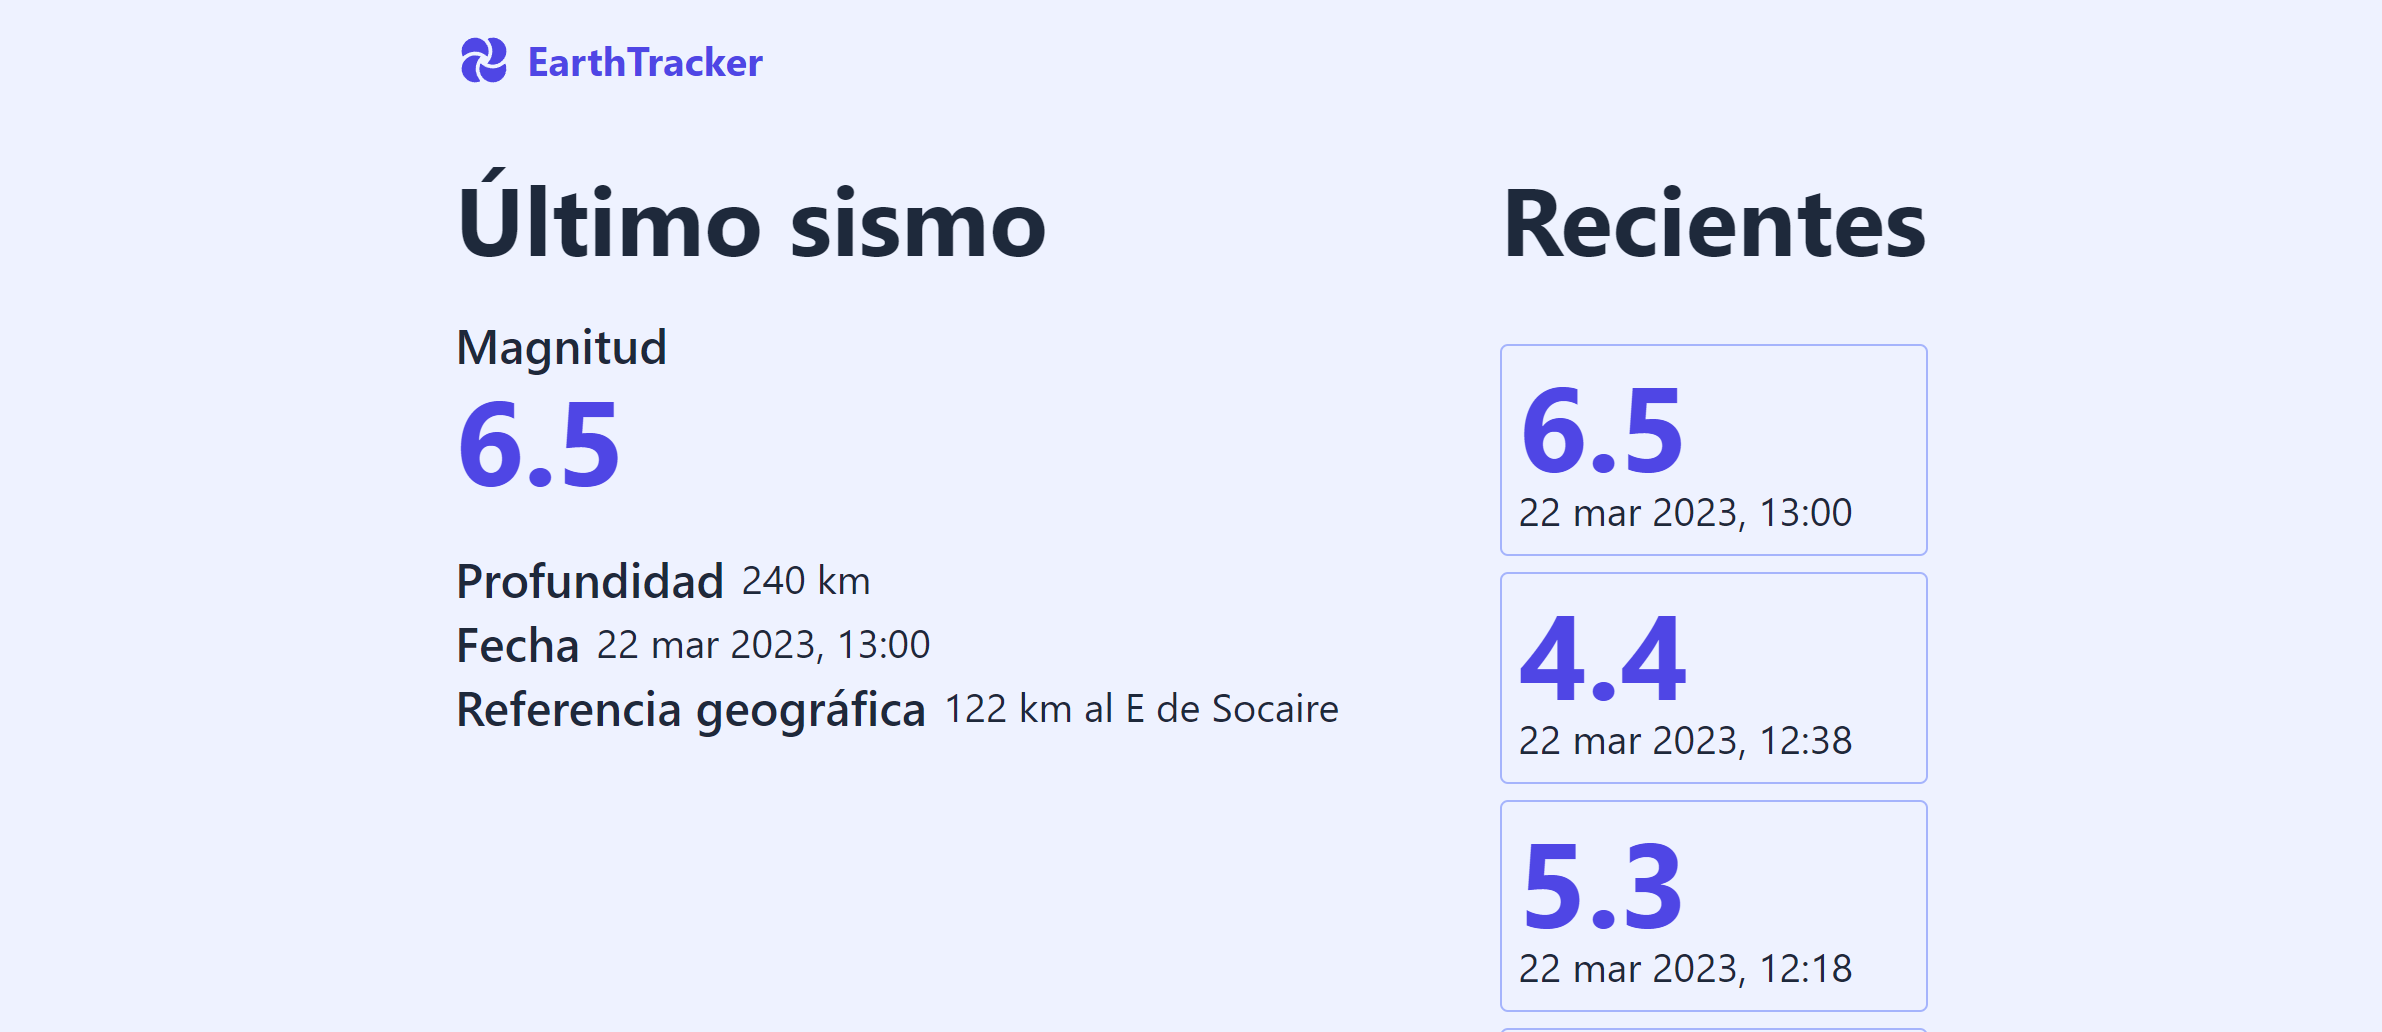 EarthTracker
Último sismo
Magnitud
6.5
Profundidad 240 km
Fecha 22 mar 2023, 13:00
Referencia geográfica 122 km al E de Socaire
Recientes
6.5
22 mar 2023, 13:00
4.4
22 mar 2023, 12:38
5.3
22 mar 2023, 12:18